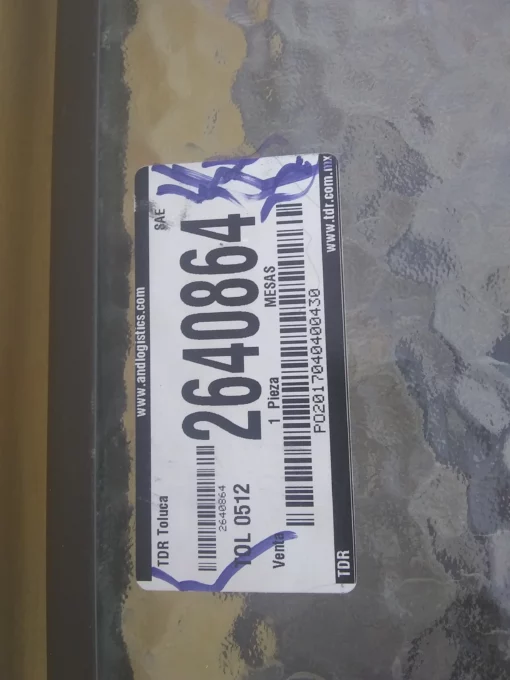 www.andlogistics.com
TDR Toluca
SAE
2640864
2640864
TOL 0512
Venta
1 Pieza
MESAS
PO2017040400430
TDR
www.tdr.com.mx